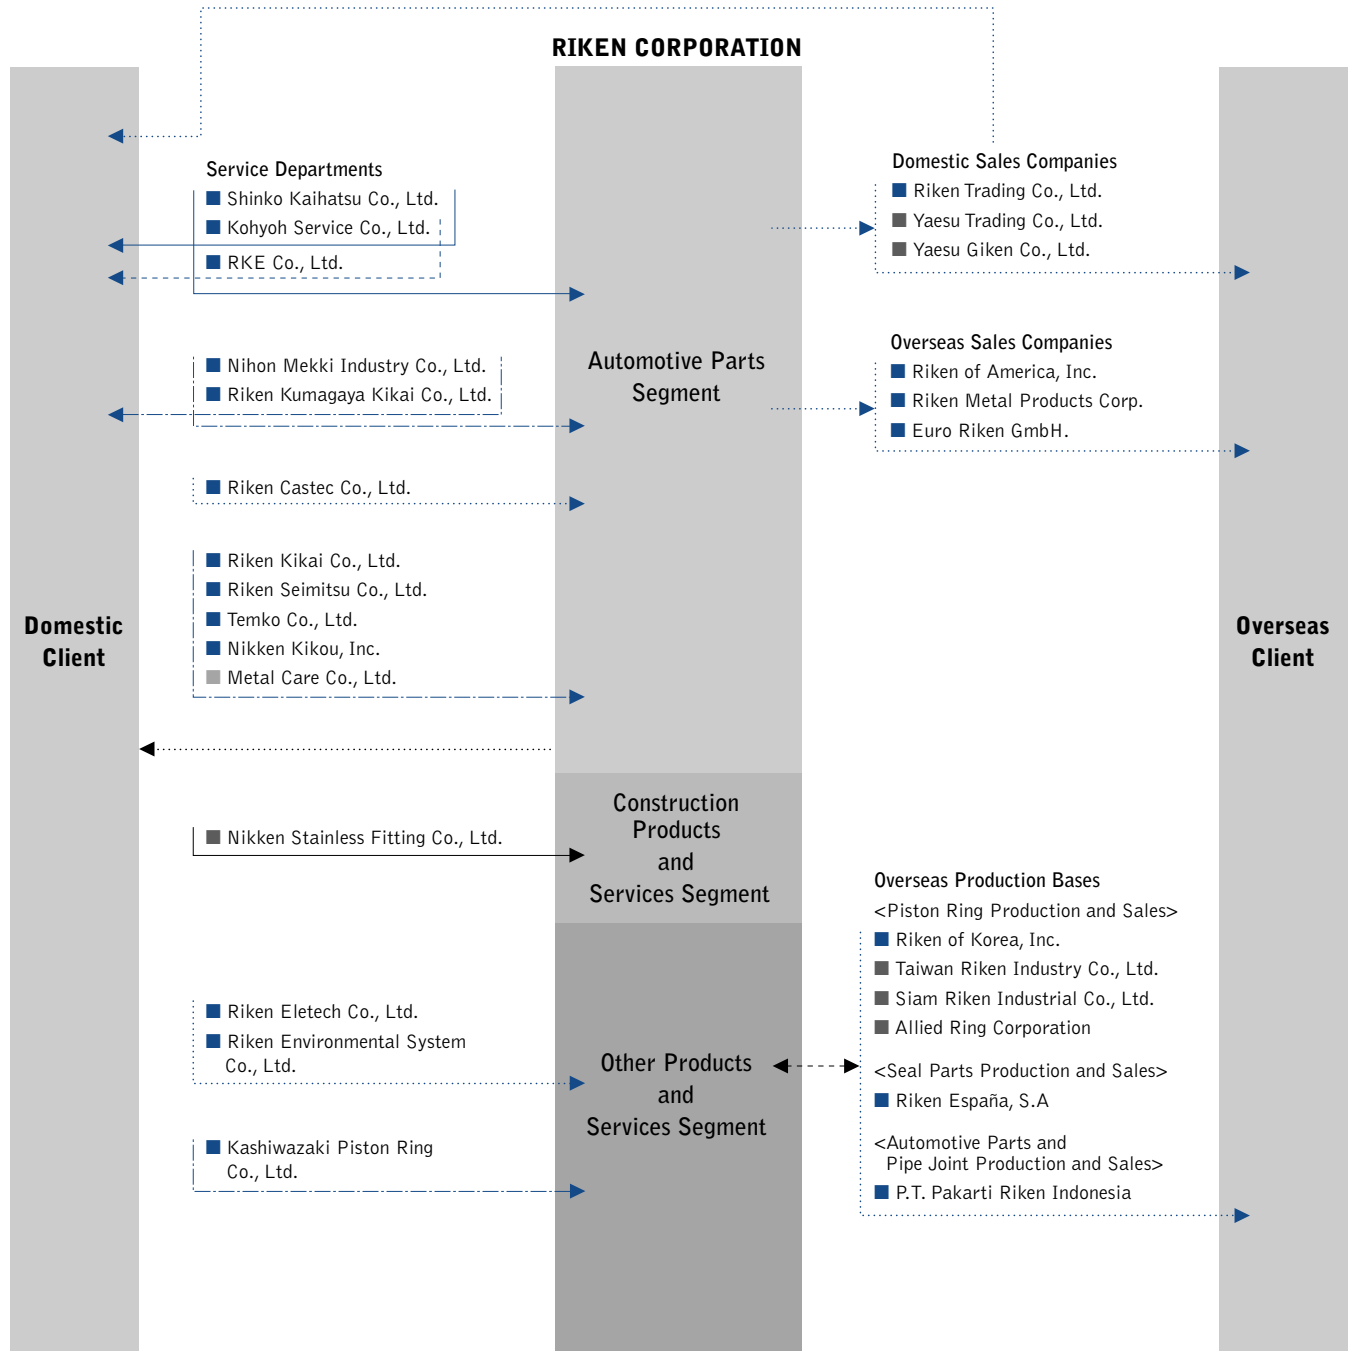 RIKEN CORPORATION
Domestic
Client
Service Departments
Shinko Kaihatsu Co., Ltd.
Kohyoh Service Co., Ltd.
RKE Co., Ltd.
Nihon Mekki Industry Co., Ltd.
Riken Kumagaya Kikai Co., Ltd.
Riken Castec Co., Ltd.
Riken Kikai Co., Ltd.
Riken Seimitsu Co., Ltd.
Temko Co., Ltd.
Nikken Kikou, Inc.
Metal Care Co., Ltd.
Nikken Stainless Fitting Co., Ltd.
Riken Eletech Co., Ltd.
Riken Environmental System
Co., Ltd.
Kashiwazaki Piston Ring
Co., Ltd.
Automotive Parts
Segment
Construction
Products
and
Services Segment
Other Products
and
Services Segment
Domestic Sales Companies
Riken Trading Co., Ltd.
Yaesu Trading Co., Ltd.
Yaesu Giken Co., Ltd.
Overseas Sales Companies
Riken of America, Inc.
Riken Metal Products Corp.
Euro Riken GmbH.
Overseas Production Bases
<Piston Ring Production and Sales>
Riken of Korea, Inc.
Taiwan Riken Industry Co., Ltd.
Siam Riken Industrial Co., Ltd.
Allied Ring Corporation
<Seal Parts Production and Sales>
Riken España, S.A
<Automotive Parts and
Pipe Joint Production and Sales>
P.T. Pakarti Riken Indonesia
Overseas
Client